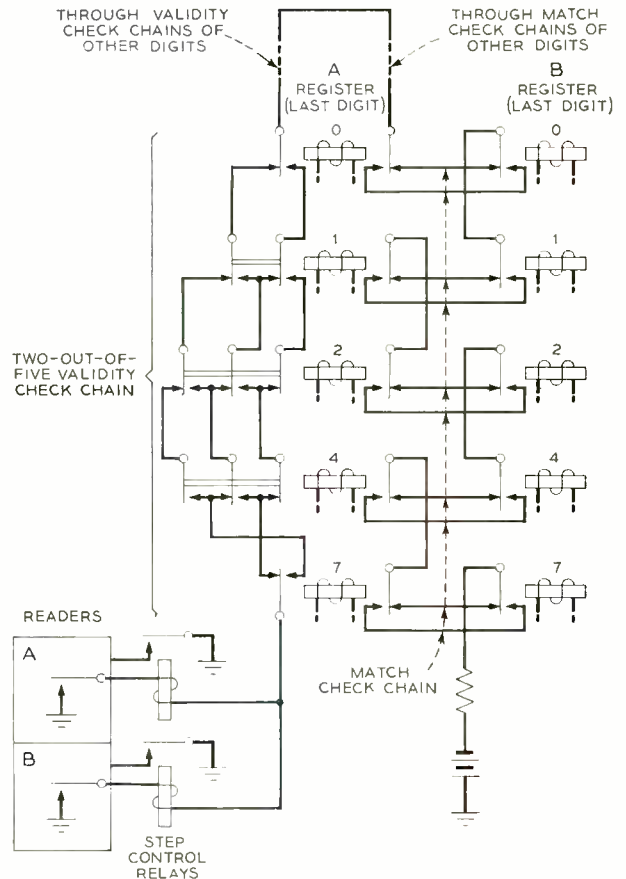 THROUGH VALIDITY
CHECK CHAINS OF
OTHER DIGITS
THROUGH MATCH
CHECK CHAINS OF
OTHER DIGITS
A
REGISTER
(LAST DIGIT)
B
REGISTER
(LAST DIGIT)
0
0
1
1
2
2
TWO-OUT-OF-
FIVE VALIDITY
CHECK CHAIN
4
4
7
7
READERS
A
MATCH
CHECK CHAIN
B
STEP
CONTROL
RELAYS